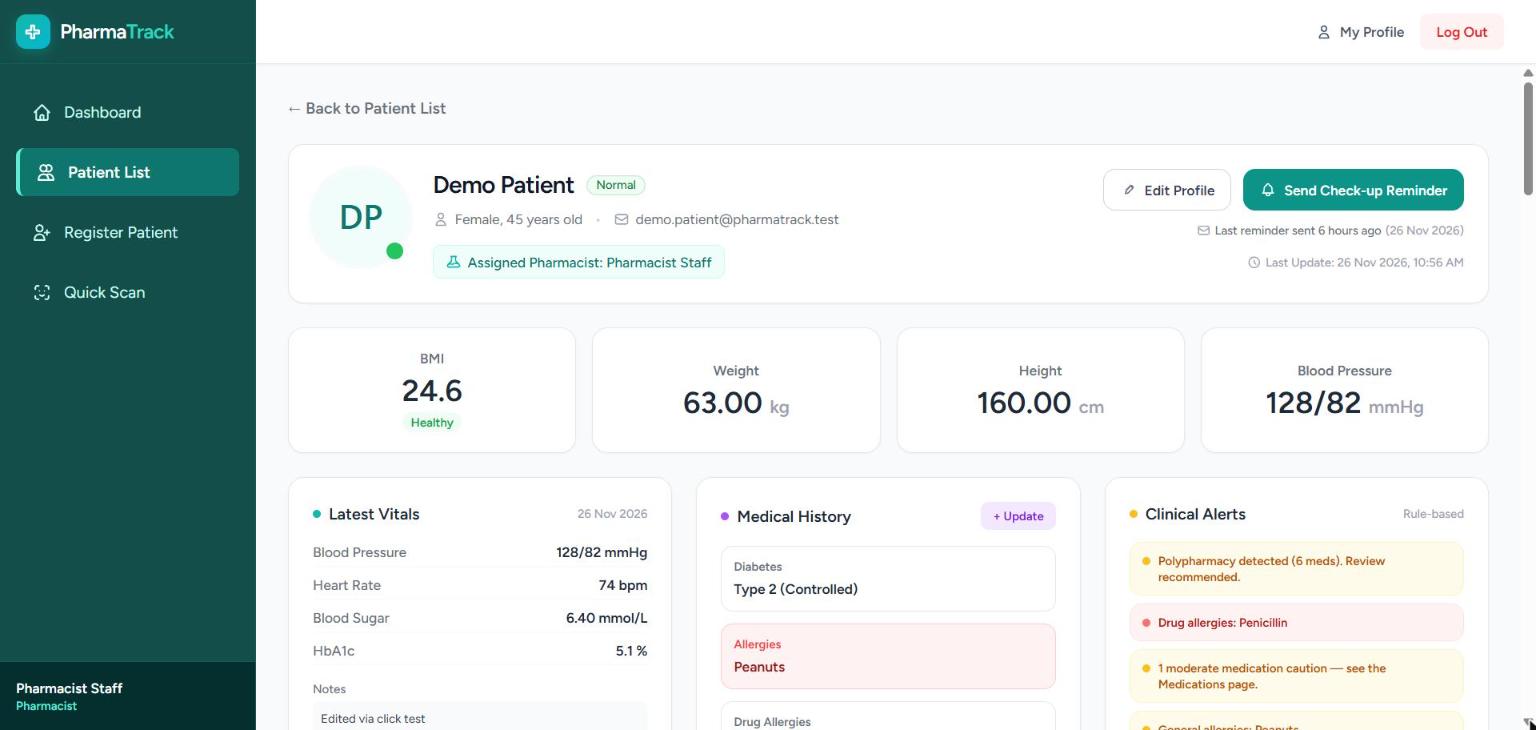 PharmaTrack
My Profile
Log Out
Dashboard
Patient List
Register Patient
Quick Scan
Pharmacist Staff
Pharmacist
← Back to Patient List
DP
Demo Patient
Normal
Female, 45 years old • demo.patient@pharmatrack.test
Assigned Pharmacist: Pharmacist Staff
Edit Profile
Send Check-up Reminder
Last reminder sent 6 hours ago (26 Nov 2026)
Last Update: 26 Nov 2026, 10:56 AM
BMI
24.6
Healthy
Weight
63.00 kg
Height
160.00 cm
Blood Pressure
128/82 mmHg
Latest Vitals
26 Nov 2026
Blood Pressure 128/82 mmHg
Heart Rate 74 bpm
Blood Sugar 6.40 mmol/L
HbA1c 5.1 %
Notes
Edited via click test
Medical History
+ Update
Diabetes
Type 2 (Controlled)
Allergies
Peanuts
Drug Allergies
Clinical Alerts
Rule-based
Polypharmacy detected (6 meds). Review
recommended.
Drug allergies: Penicillin
1 moderate medication caution — see the
Medications page.
General allergies: Peanuts